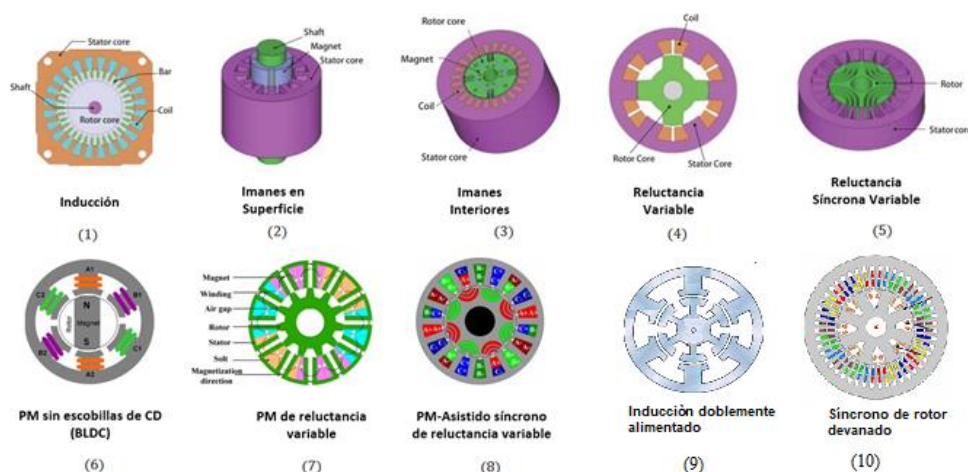 Stator core
Bar
Shaft
Rotor core
Coil
Inducción
(1)
Shaft
Magnet
Stator core
Imanes en
Superficie
(2)
Rotor core
Magnet
Coil
Stator core
Imanes
Interiores
(3)
Coil
Rotor Core
Stator Core
Reluctancia
Variable
(4)
Rotor
Stator core
Reluctancia
Síncrona Variable
(5)
A1
C2
B1
N
Rotor
Magnet
S
B2
C1
A2
PM sin escobillas de CD
(BLDC)
(6)
Magnet
Winding
Air gap
Rotor
Stator
Solt
Magnetization
direction
PM de reluctancia
variable
(7)
PM-Asistido síncrono
de reluctancia variable
(8)
Inducciòn doblemente
alimentado
(9)
Síncrono de rotor
devanado
(10)